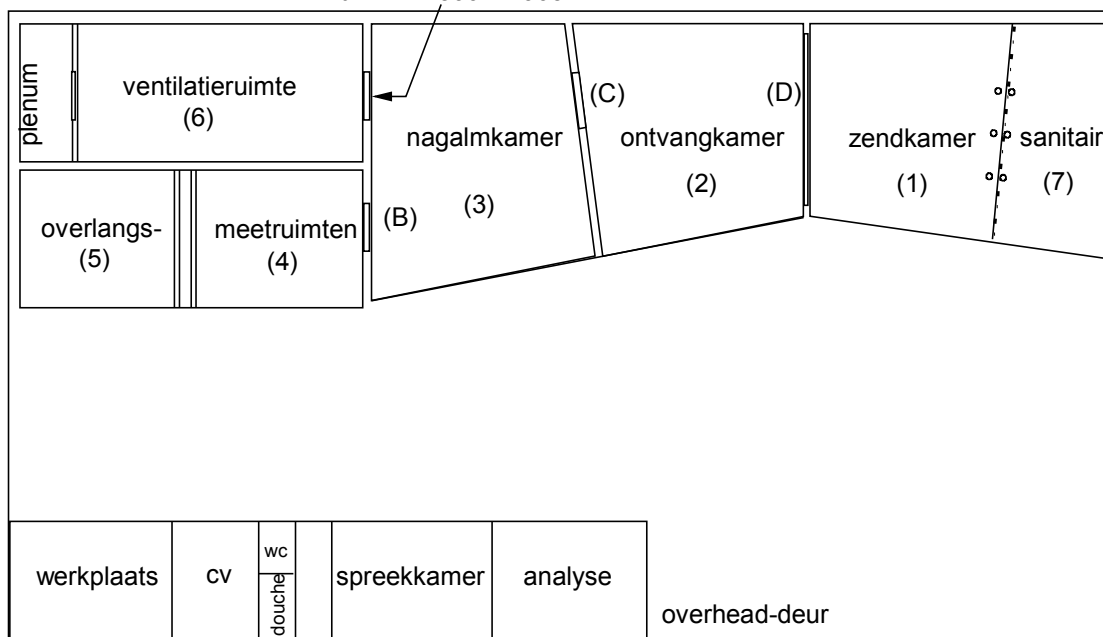 plenum
ventilatieruimte
(6)
(C)
(D)
nagalmkamer
ontvangkamer
zendkamer
sanitair
(3)
(2)
(1)
(7)
(B)
overlangs-
meetruimten
(5)
(4)
werkplaats
cv
wc
douche
spreekkamer
analyse
overhead-deur